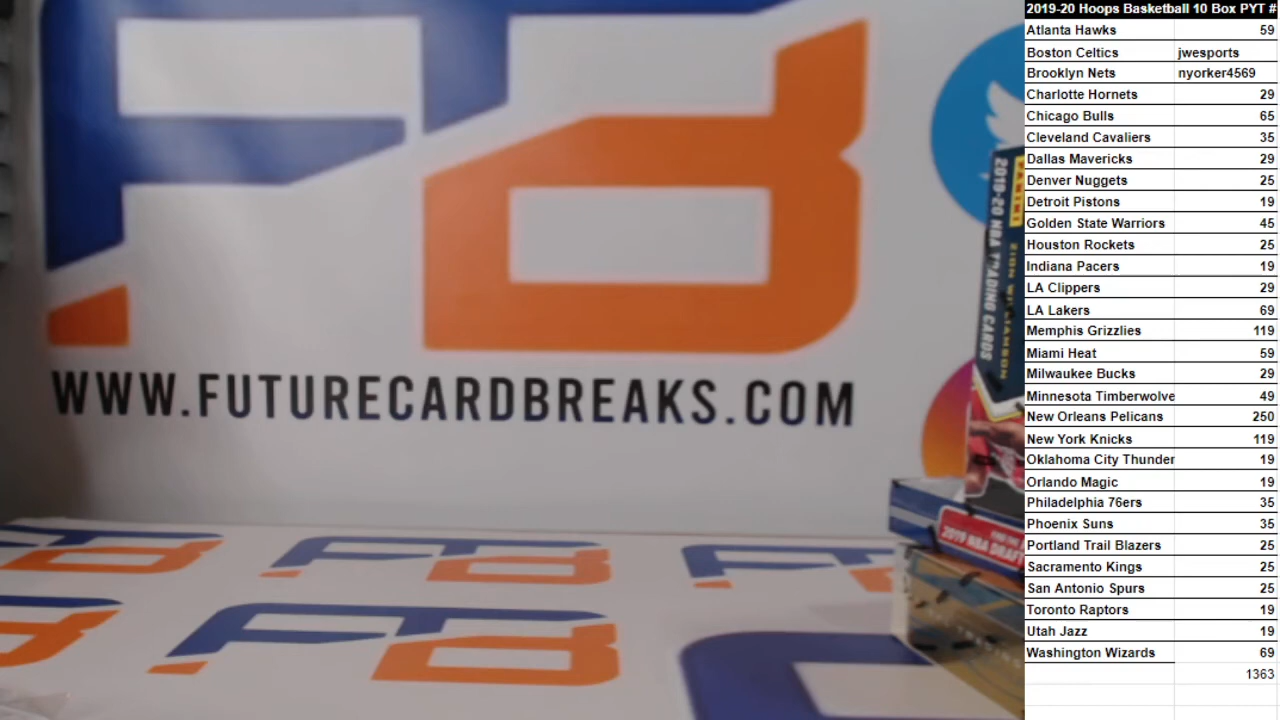 WWW.FUTURECARDBREAKS.COM
PANINI
2019-20 NBA TRADING CARDS
ZION WILLIAMSON
2019 NBA DRAFT
2019-20 Hoops Basketball 10 Box PYT #
Atlanta Hawks 59
Boston Celtics jwesports
Brooklyn Nets nyorker4569
Charlotte Hornets 29
Chicago Bulls 65
Cleveland Cavaliers 35
Dallas Mavericks 29
Denver Nuggets 25
Detroit Pistons 19
Golden State Warriors 45
Houston Rockets 25
Indiana Pacers 19
LA Clippers 29
LA Lakers 69
Memphis Grizzlies 119
Miami Heat 59
Milwaukee Bucks 29
Minnesota Timberwolve 49
New Orleans Pelicans 250
New York Knicks 119
Oklahoma City Thunder 19
Orlando Magic 19
Philadelphia 76ers 35
Phoenix Suns 35
Portland Trail Blazers 25
Sacramento Kings 25
San Antonio Spurs 25
Toronto Raptors 19
Utah Jazz 19
Washington Wizards 69
1363